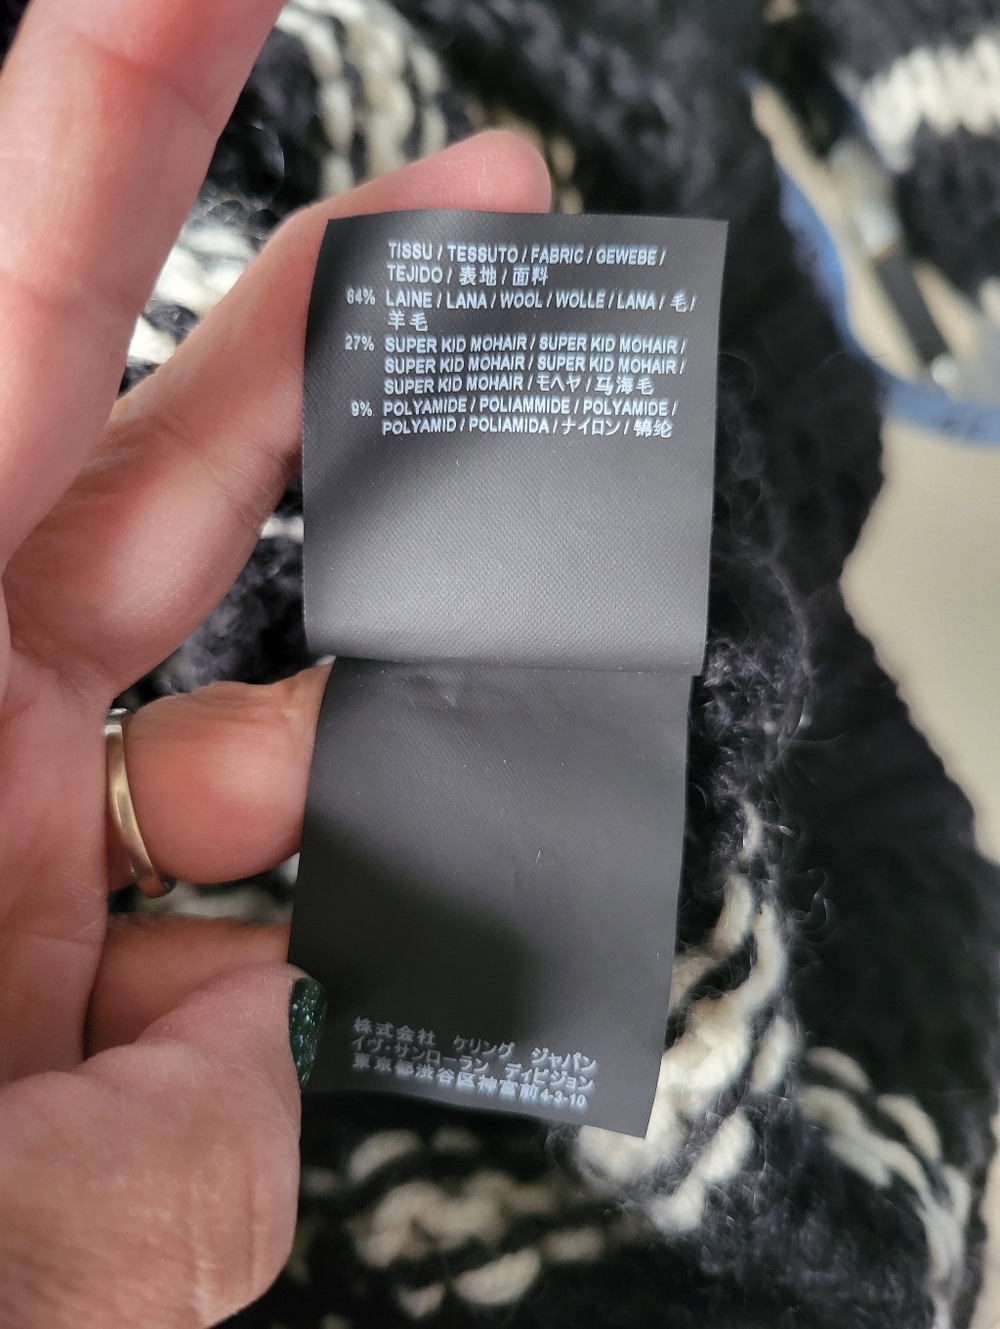 TISSU / TESSUTO / FABRIC / GEWEBE /
TEJIDO / 表地 / 面料
64% LAINE / LANA / WOOL / WOLLE / LANA / 毛 /
羊毛
27% SUPER KID MOHAIR / SUPER KID MOHAIR /
SUPER KID MOHAIR / SUPER KID MOHAIR /
SUPER KID MOHAIR / モヘヤ / 马海毛
9% POLYAMIDE / POLIAMMIDE / POLYAMIDE /
POLYAMID / POLIAMIDA / ナイロン / 锦纶
株式会社 ケリング ジャパン
イヴ・サンローラン ディビジョン
東京都渋谷区神宮前4-3-10